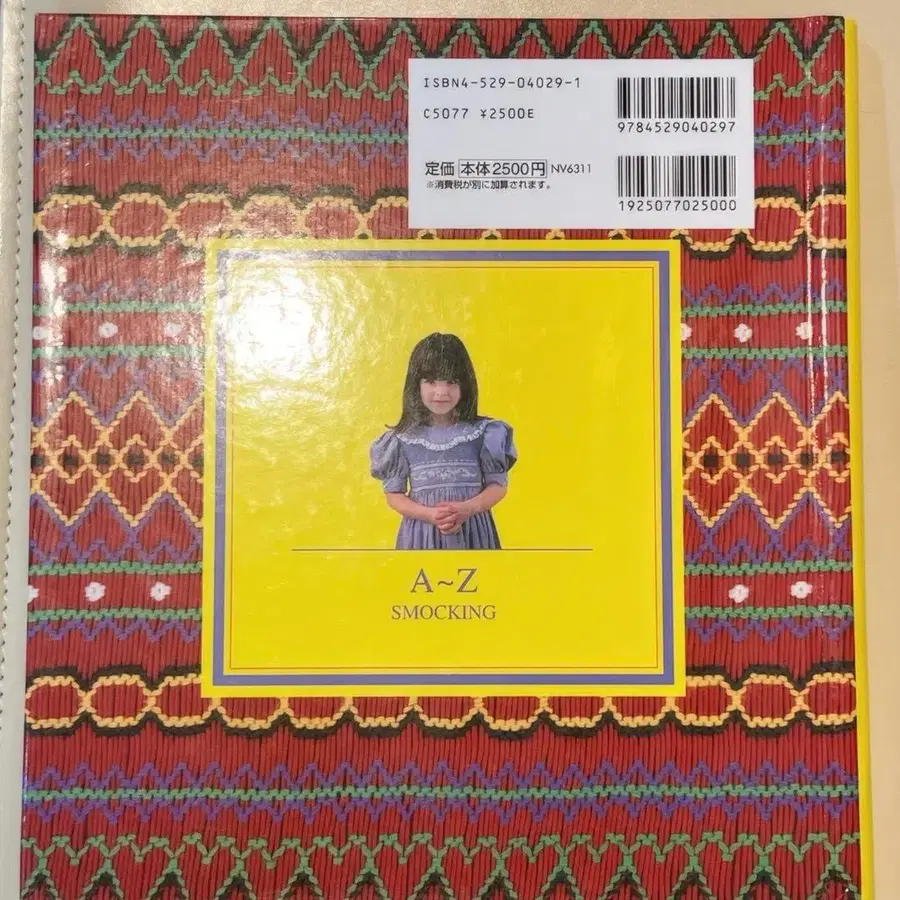 ISBN4-529-04029-1
C5077 ¥2500E
9784529040297
定価 本体2500円 NV6311
※消費税が別に加算されます。
1925077025000
A~Z
SMOCKING